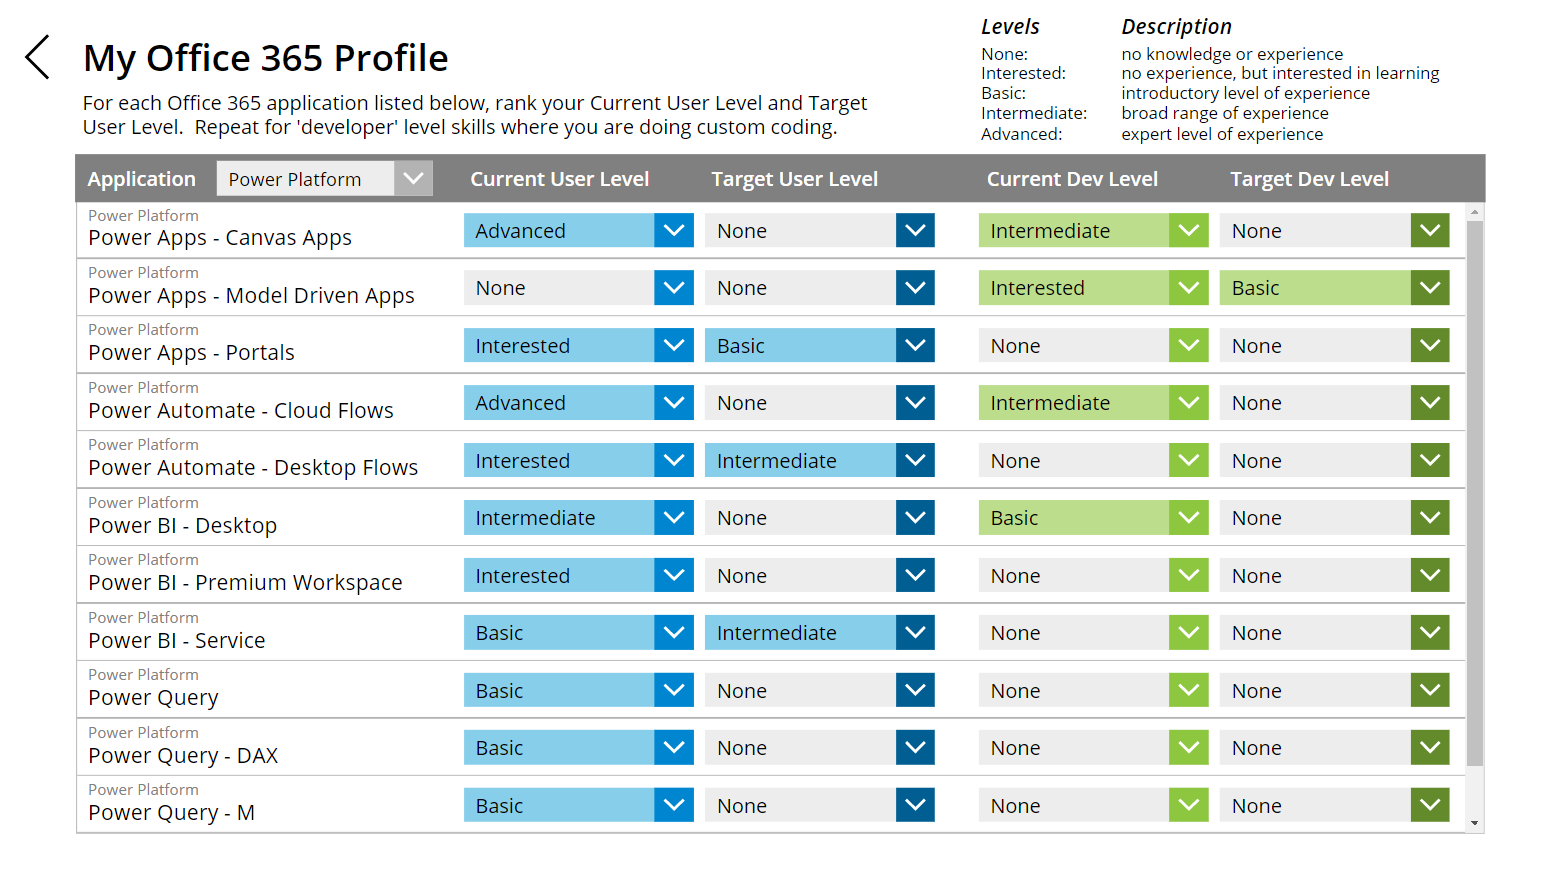 My Office 365 Profile
For each Office 365 application listed below, rank your Current User Level and Target
User Level.  Repeat for 'developer' level skills where you are doing custom coding.
Levels Description
None: no knowledge or experience
Interested: no experience, but interested in learning
Basic: introductory level of experience
Intermediate: broad range of experience
Advanced: expert level of experience
Application Power Platform Current User Level Target User Level Current Dev Level Target Dev Level
Power Platform
Power Apps - Canvas Apps Advanced None Intermediate None
Power Platform
Power Apps - Model Driven Apps None None Interested Basic
Power Platform
Power Apps - Portals Interested Basic None None
Power Platform
Power Automate - Cloud Flows Advanced None Intermediate None
Power Platform
Power Automate - Desktop Flows Interested Intermediate None None
Power Platform
Power BI - Desktop Intermediate None Basic None
Power Platform
Power BI - Premium Workspace Interested None None None
Power Platform
Power BI - Service Basic Intermediate None None
Power Platform
Power Query Basic None None None
Power Platform
Power Query - DAX Basic None None None
Power Platform
Power Query - M Basic None None None